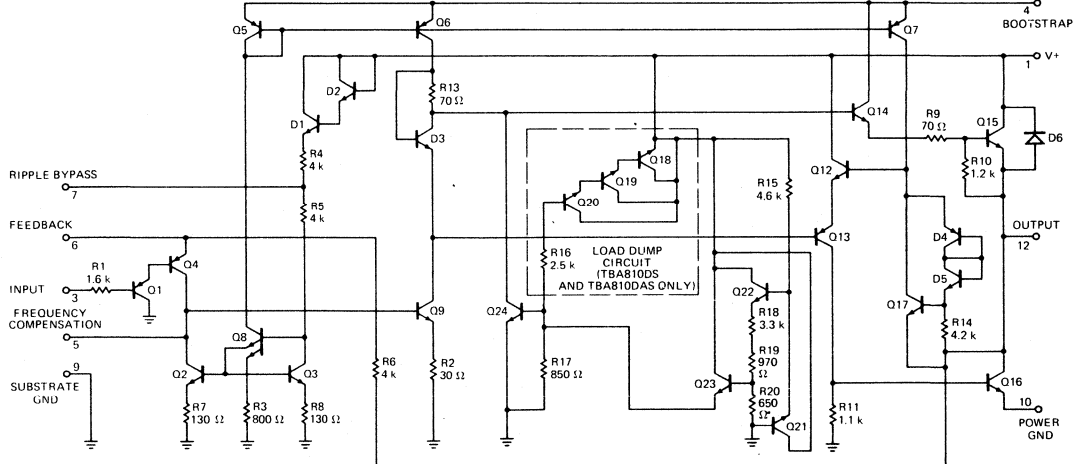 Q5
Q6
Q7
4
BOOTSTRAP
V+
1
D2
R13
70 Ω
D1
D3
Q14
R9
70 Ω
Q15
D6
R4
4 k
R10
1.2 k
RIPPLE BYPASS
7
Q18
Q19
Q20
R15
4.6 k
Q12
R5
4 k
FEEDBACK
6
OUTPUT
12
D4
D5
Q13
Q4
R16
2.5 k
LOAD DUMP
CIRCUIT
(TBA810DS
AND TBA810DAS ONLY)
R1
1.6 k
INPUT
3
Q1
Q22
Q17
FREQUENCY
COMPENSATION
5
Q9
Q24
R18
3.3 k
R14
4.2 k
Q8
R6
4 k
R2
30 Ω
R17
850 Ω
R19
970
Ω
9
SUBSTRATE
GND
Q2
Q3
Q23
R20
650
Ω
Q16
R7
130 Ω
R3
800 Ω
R8
130 Ω
Q21
R11
1.1 k
10
POWER
GND